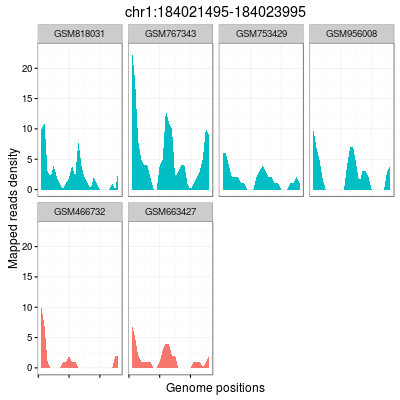 chr1:184021495-184023995
GSM818031 GSM767343 GSM753429 GSM956008
20
15
10
5
0
GSM466732 GSM663427
20
15
10
5
0
Mapped reads density
Genome positions